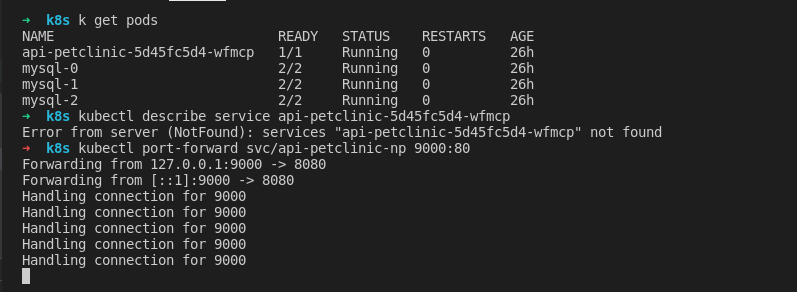 ➜ k8s k get pods
NAME READY STATUS RESTARTS AGE
api-petclinic-5d45fc5d4-wfmcp 1/1 Running 0 26h
mysql-0 2/2 Running 0 26h
mysql-1 2/2 Running 0 26h
mysql-2 2/2 Running 0 26h
➜ k8s kubectl describe service api-petclinic-5d45fc5d4-wfmcp
Error from server (NotFound): services "api-petclinic-5d45fc5d4-wfmcp" not found
➜ k8s kubectl port-forward svc/api-petclinic-np 9000:80
Forwarding from 127.0.0.1:9000 -> 8080
Forwarding from [::1]:9000 -> 8080
Handling connection for 9000
Handling connection for 9000
Handling connection for 9000
Handling connection for 9000
Handling connection for 9000